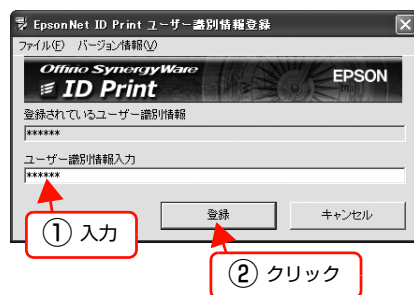 EpsonNet ID Print ユーザー識別情報登録
ファイル(F) バージョン情報(V)
Offirio SynergyWare
ID Print
EPSON
登録されているユーザー識別情報
******
ユーザー識別情報入力
******
登録 キャンセル
① 入力
② クリック